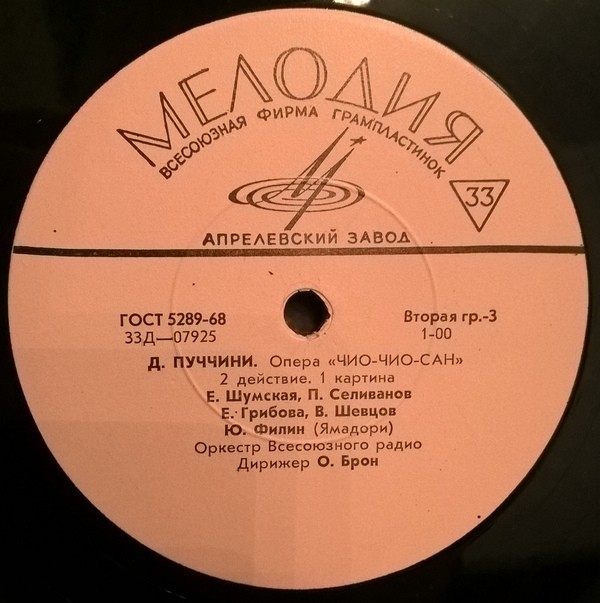 МЕЛОДИЯ
ВСЕСОЮЗНАЯ ФИРМА ГРАМПЛАСТИНОК
33
АПРЕЛЕВСКИЙ ЗАВОД
ГОСТ 5289-68 Вторая гр.-3
33Д—07925 1-00
Д. ПУЧЧИНИ. Опера «ЧИО-ЧИО-САН»
2 действие. 1 картина
Е. Шумская, П. Селиванов
Е. Грибова, В. Шевцов
Ю. Филин (Ямадори)
Оркестр Всесоюзного радио
Дирижер О. Брон